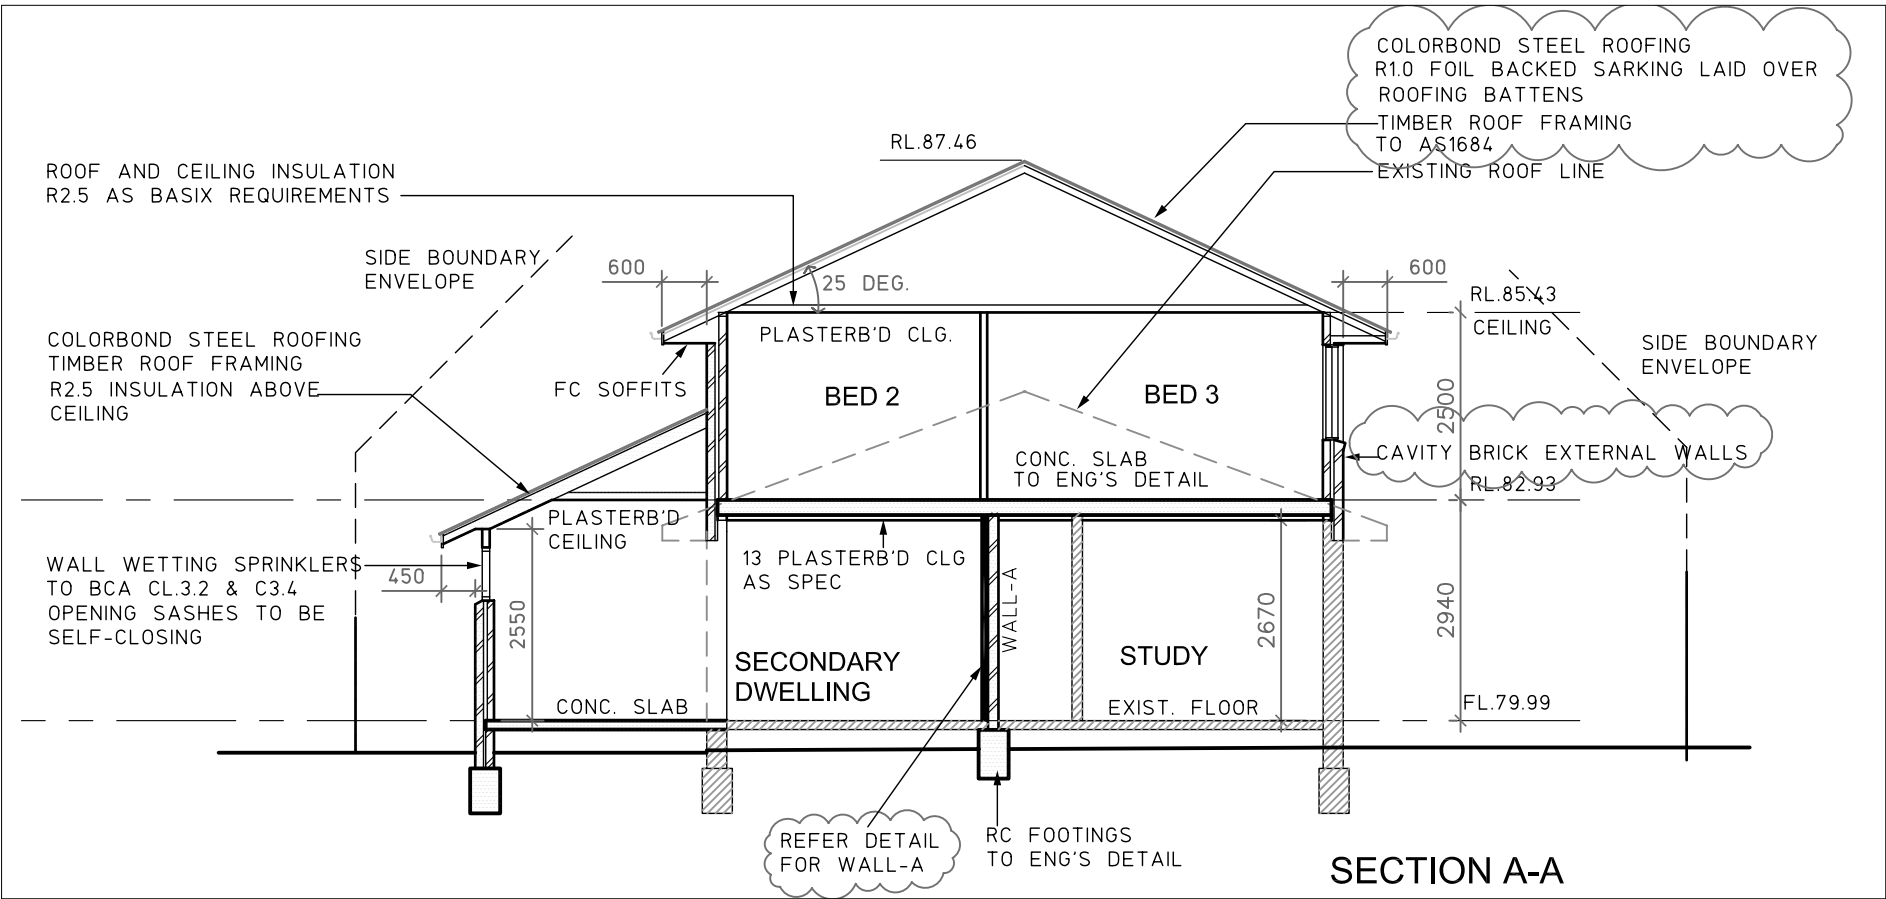 COLORBOND STEEL ROOFING
R1.0 FOIL BACKED SARKING LAID OVER
ROOFING BATTENS
TIMBER ROOF FRAMING
TO AS1684
EXISTING ROOF LINE
RL.87.46
ROOF AND CEILING INSULATION
R2.5 AS BASIX REQUIREMENTS
SIDE BOUNDARY
ENVELOPE
600
25 DEG.
600
RL.85.43
CEILING
SIDE BOUNDARY
ENVELOPE
COLORBOND STEEL ROOFING
TIMBER ROOF FRAMING
R2.5 INSULATION ABOVE
CEILING
FC SOFFITS
PLASTERB'D CLG.
BED 2
BED 3
2500
CAVITY BRICK EXTERNAL WALLS
CONC. SLAB
TO ENG'S DETAIL
RL.82.93
PLASTERB'D
CEILING
13 PLASTERB'D CLG
AS SPEC
WALL WETTING SPRINKLERS
TO BCA CL.3.2 & C3.4
OPENING SASHES TO BE
SELF-CLOSING
450
2550
WALL-A
2670
2940
SECONDARY
DWELLING
STUDY
CONC. SLAB
EXIST. FLOOR
FL.79.99
REFER DETAIL
FOR WALL-A
RC FOOTINGS
TO ENG'S DETAIL
SECTION A-A